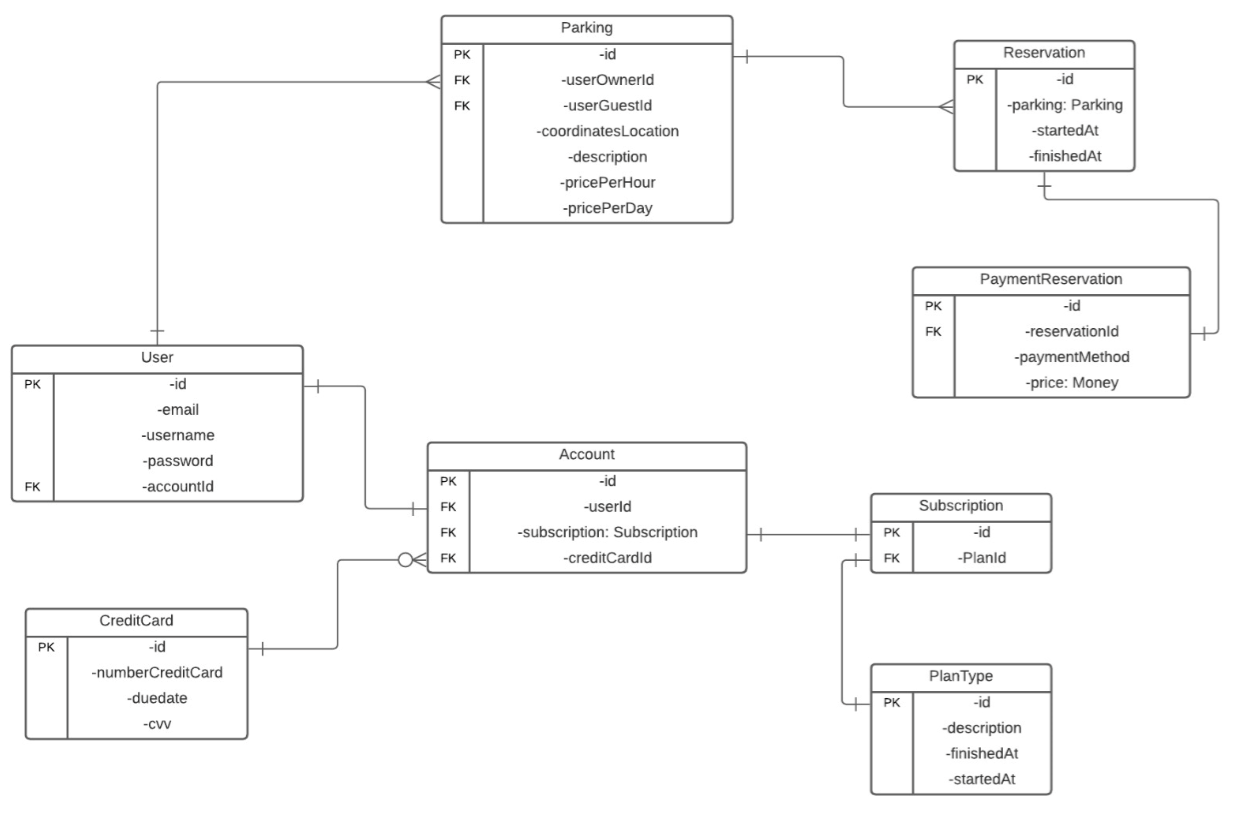 Parking
PK -id
FK -userOwnerId
FK -userGuestId
-coordinatesLocation
-description
-pricePerHour
-pricePerDay
Reservation
PK -id
-parking: Parking
-startedAt
-finishedAt
PaymentReservation
PK -id
FK -reservationId
-paymentMethod
-price: Money
User
PK -id
-email
-username
-password
FK -accountId
Account
PK -id
FK -userId
FK -subscription: Subscription
FK -creditCardId
Subscription
PK -id
FK -PlanId
CreditCard
PK -id
-numberCreditCard
-duedate
-cvv
PlanType
PK -id
-description
-finishedAt
-startedAt